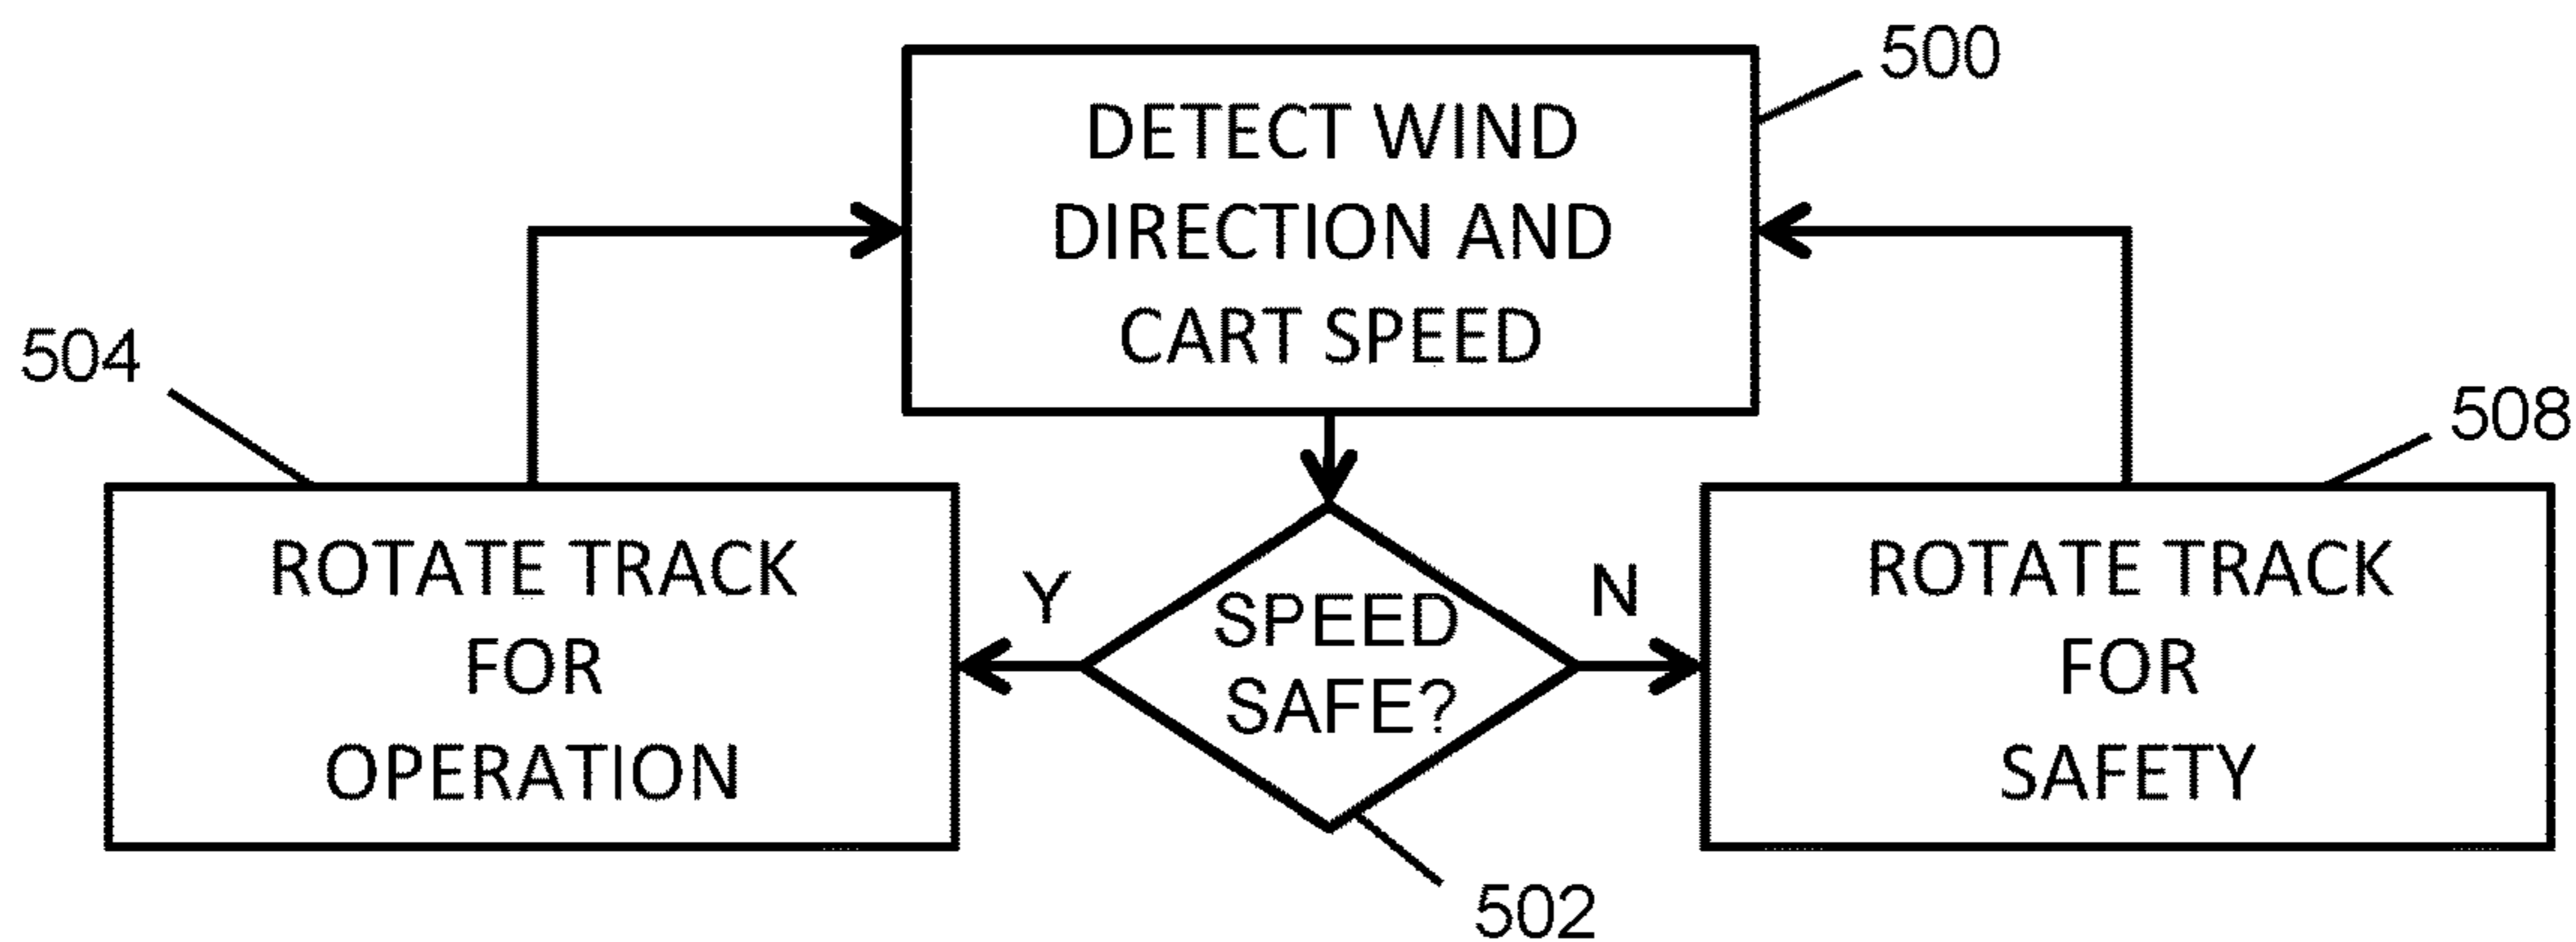 500
DETECT WIND
DIRECTION AND
CART SPEED
504
508
ROTATE TRACK
FOR
OPERATION
Y
SPEED
SAFE?
N
ROTATE TRACK
FOR
SAFETY
502